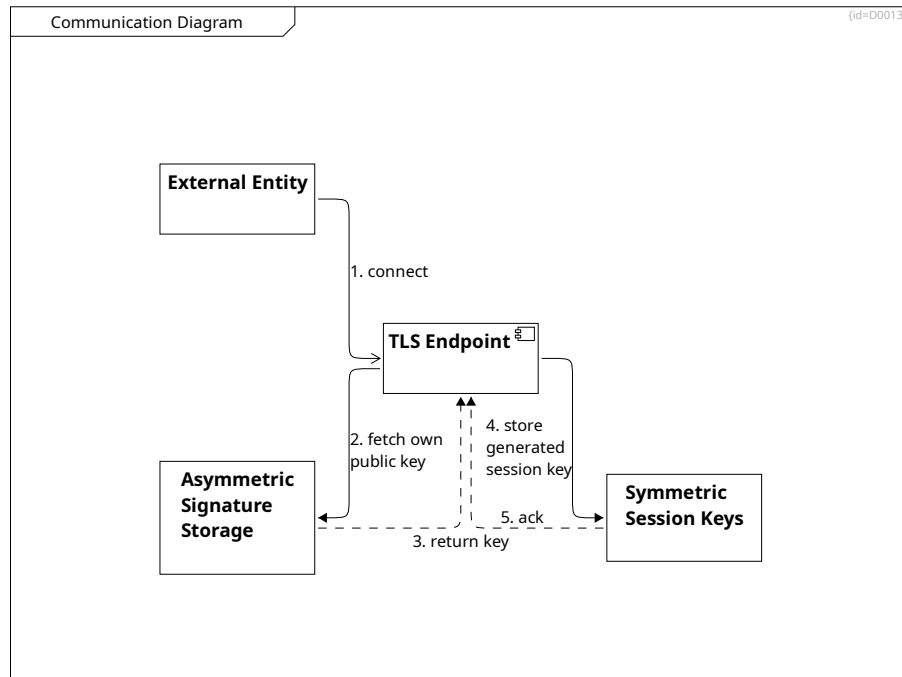 Communication Diagram
{id=D0013
External Entity
1. connect
TLS Endpoint
2. fetch own
public key
4. store
generated
session key
Asymmetric
Signature
Storage
Symmetric
Session Keys
5. ack
3. return key